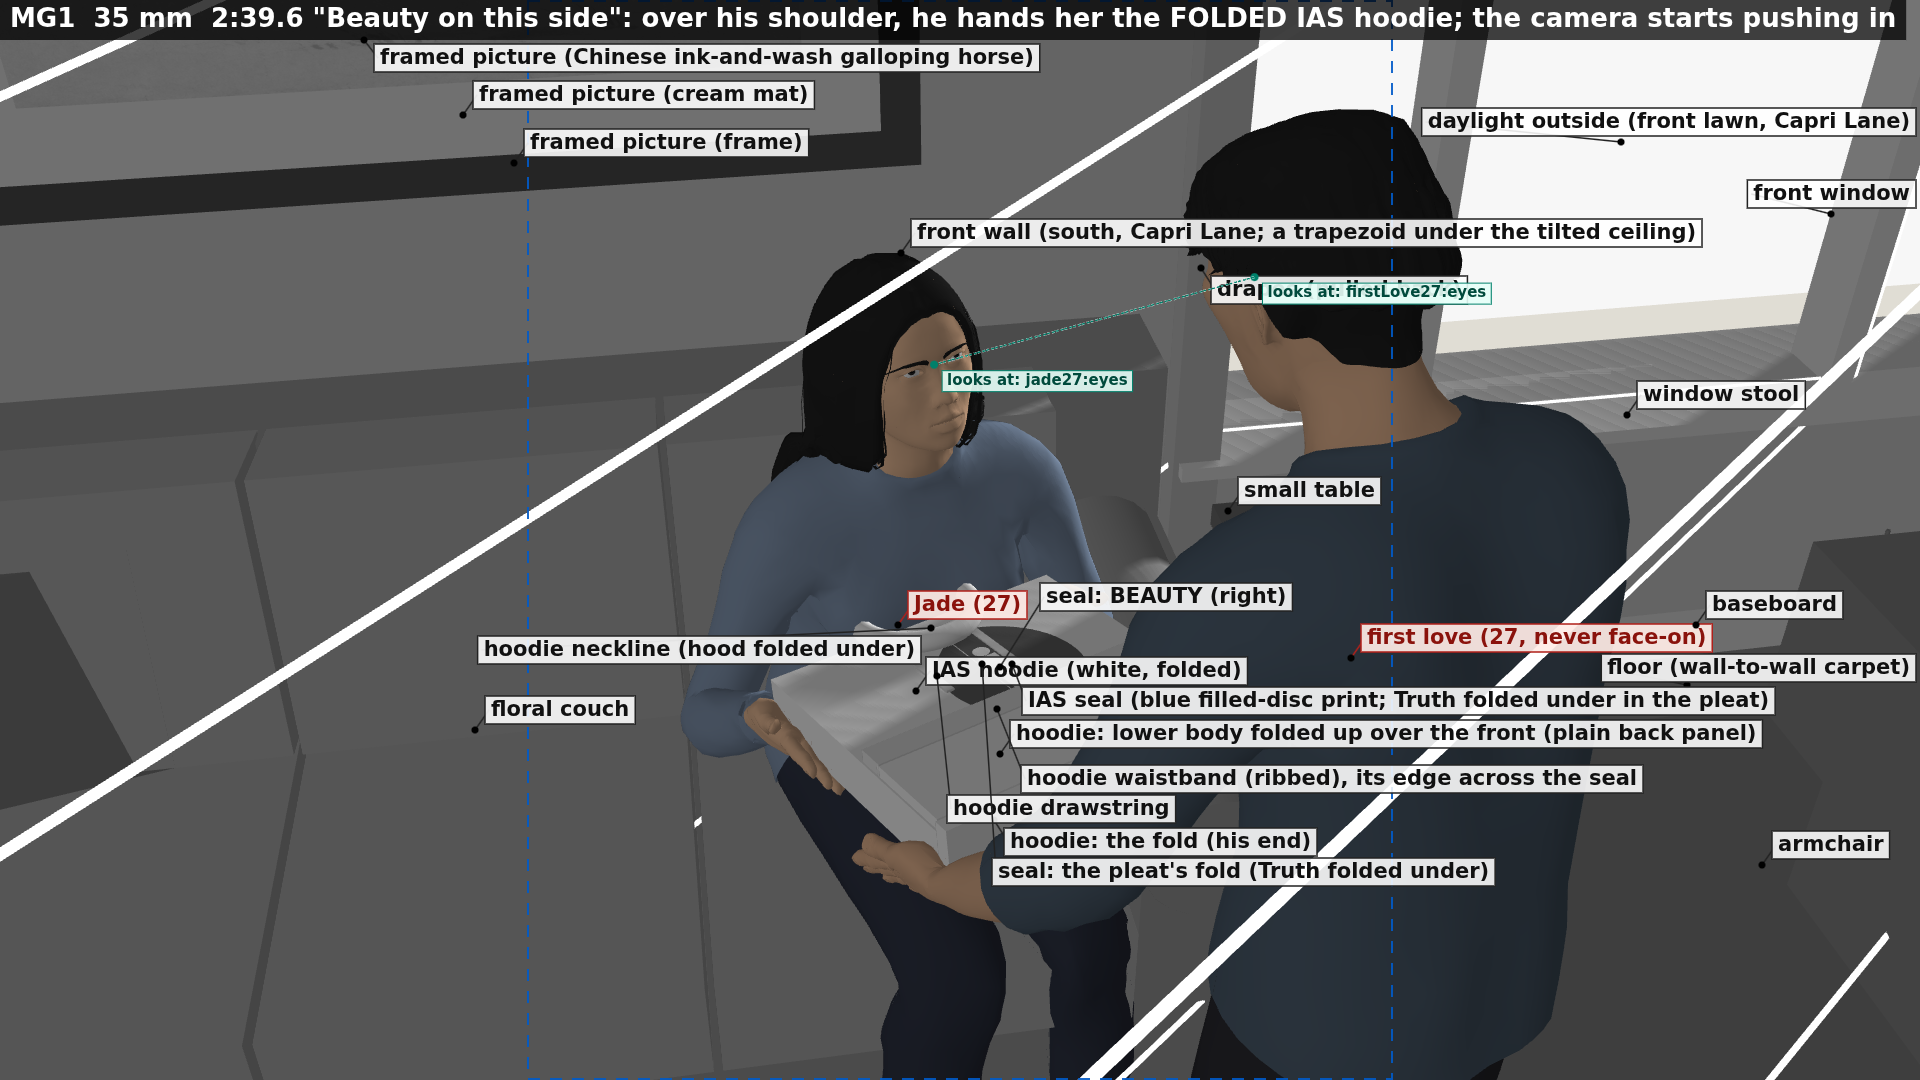 MG1 35 mm 2:39.6 "Beauty on this side": over his shoulder, he hands her the FOLDED IAS hoodie; the camera starts pushing in
framed picture (Chinese ink-and-wash galloping horse)
framed picture (cream mat)
daylight outside (front lawn, Capri Lane)
framed picture (frame)
front window
front wall (south, Capri Lane; a trapezoid under the tilted ceiling)
looks at: firstLove27:eyes
looks at: jade27:eyes
window stool
small table
seal: BEAUTY (right)
Jade (27)
baseboard
first love (27, never face-on)
hoodie neckline (hood folded under)
floor (wall-to-wall carpet)
IAS hoodie (white, folded)
IAS seal (blue filled-disc print; Truth folded under in the pleat)
floral couch
hoodie: lower body folded up over the front (plain back panel)
hoodie waistband (ribbed), its edge across the seal
hoodie drawstring
hoodie: the fold (his end)
armchair
seal: the pleat's fold (Truth folded under)